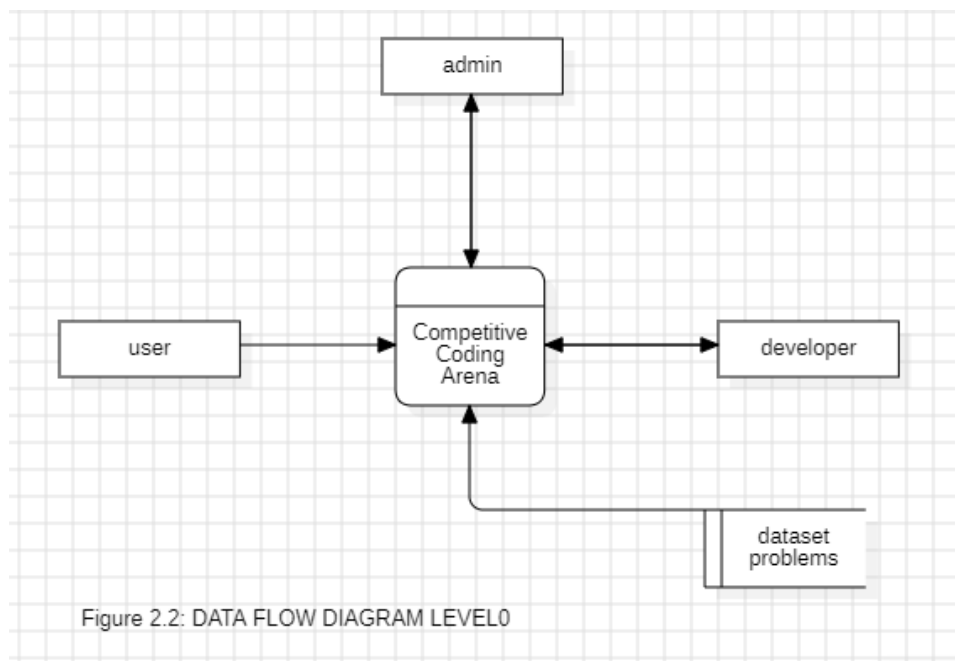 admin
user
Competitive
Coding
Arena
developer
dataset
problems
Figure 2.2: DATA FLOW DIAGRAM LEVEL0